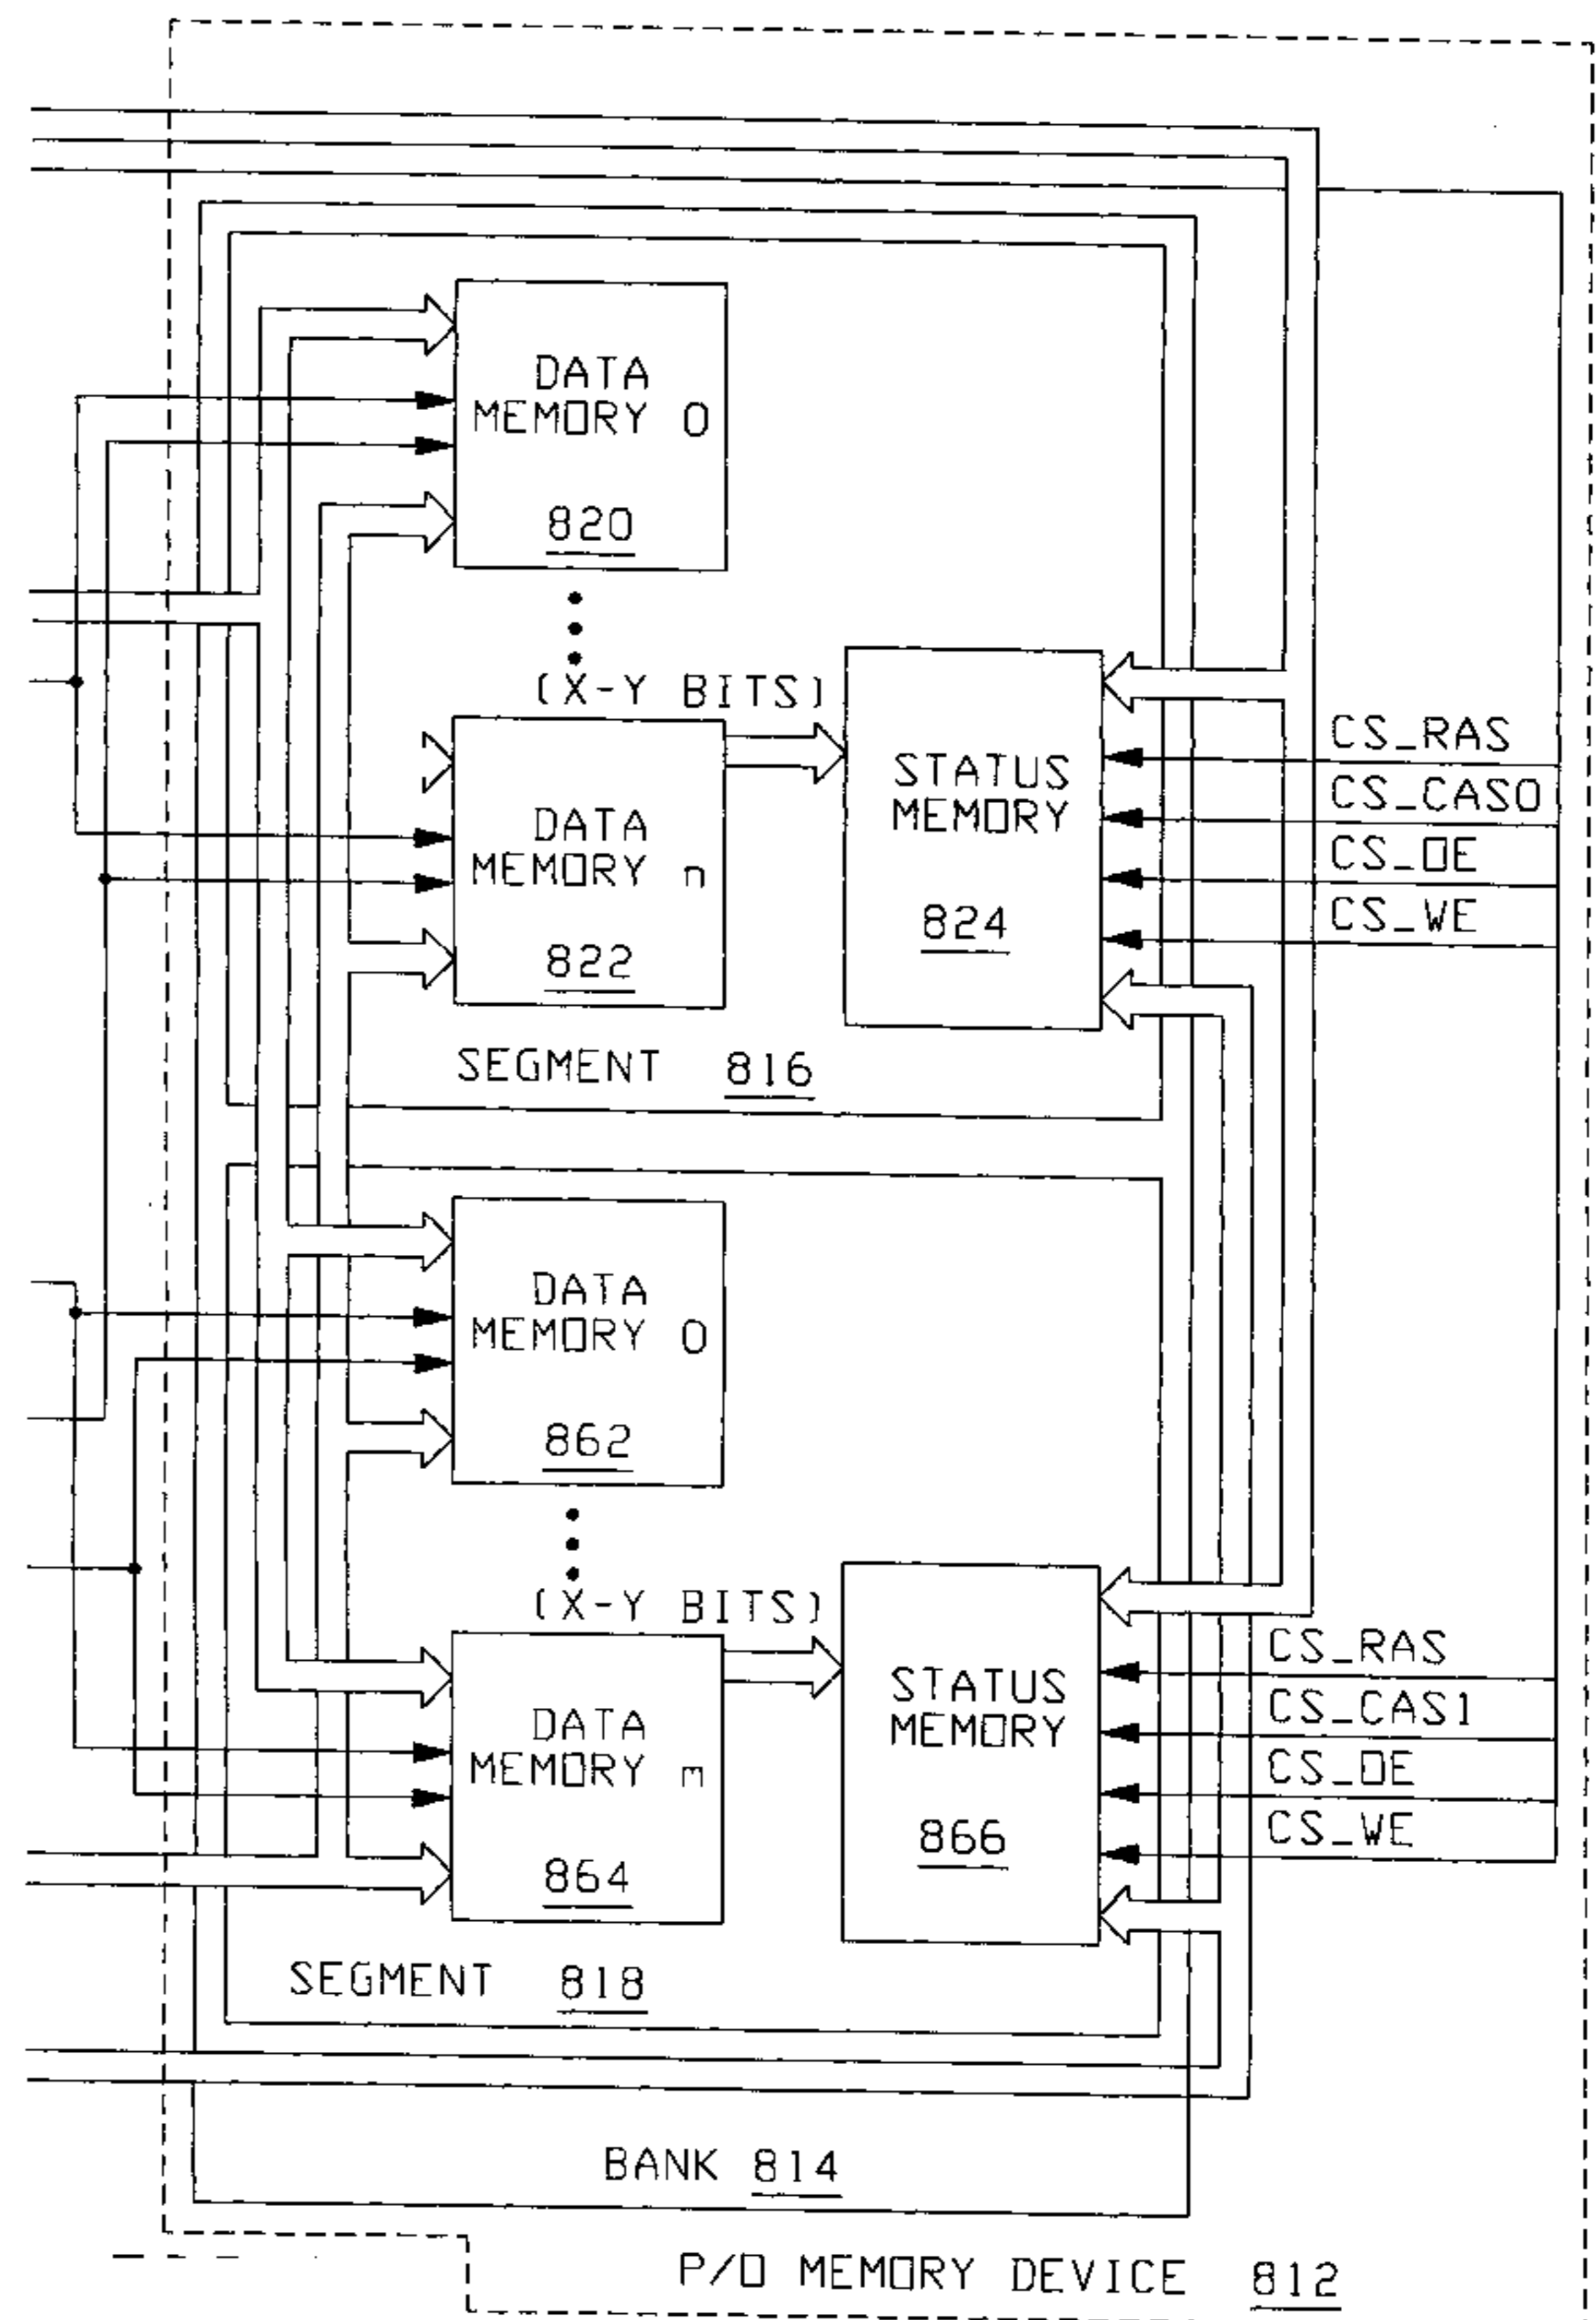 DATA
MEMORY 0
820
(X-Y BITS)
DATA
MEMORY n
822
STATUS
MEMORY
824
CS_RAS
CS_CAS0
CS_OE
CS_WE
SEGMENT 816
DATA
MEMORY 0
862
(X-Y BITS)
DATA
MEMORY m
864
STATUS
MEMORY
866
CS_RAS
CS_CAS1
CS_OE
CS_WE
SEGMENT 818
BANK 814
P/O MEMORY DEVICE 812